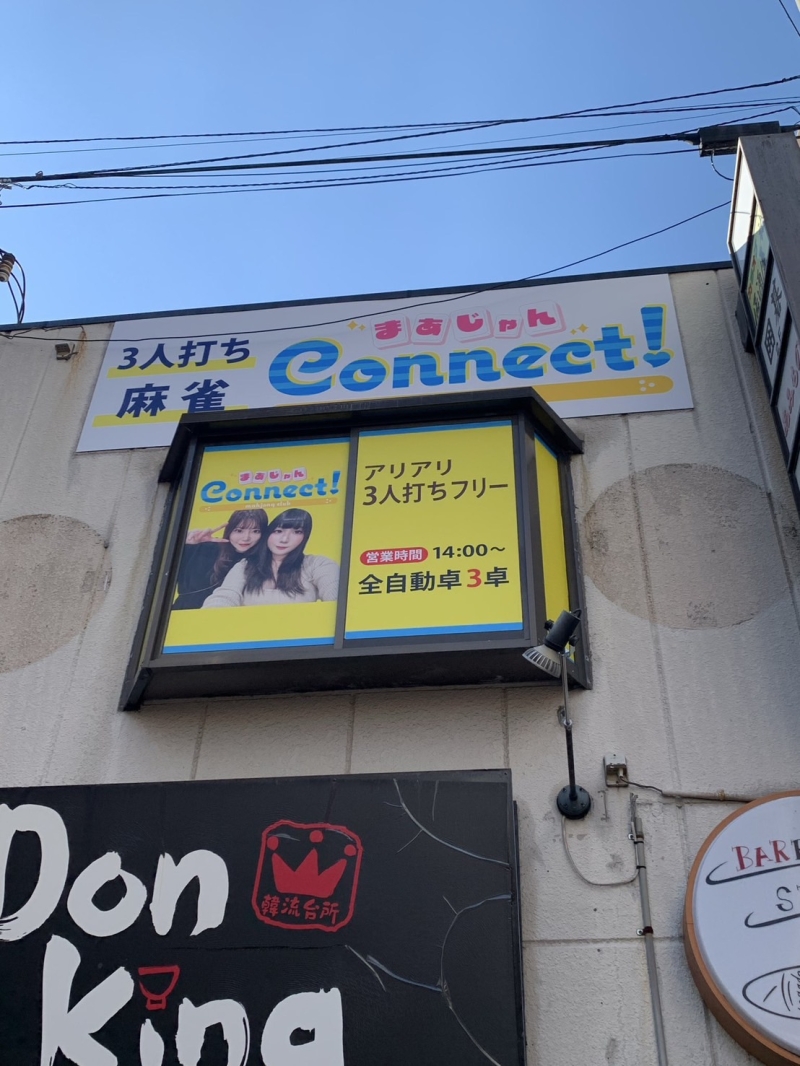 3人打ち
麻雀
まあじゃん
Connect!
まあじゃん
Connect!
アリアリ
3人打ちフリー
営業時間 14:00～
全自動卓3卓
Don
King
韓流台所
BAR